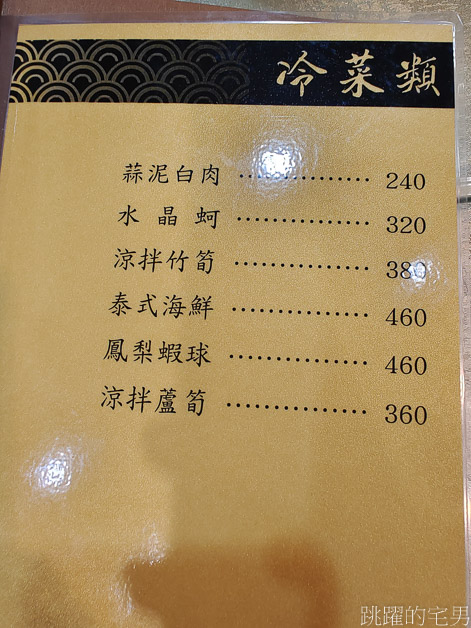 冷菜類
蒜泥白肉 ··············· 240
水晶蚵 ··············· 320
涼拌竹筍 ··············· 380
泰式海鮮 ··············· 460
鳳梨蝦球 ··············· 460
涼拌蘆筍 ··············· 360
跳躍的宅男